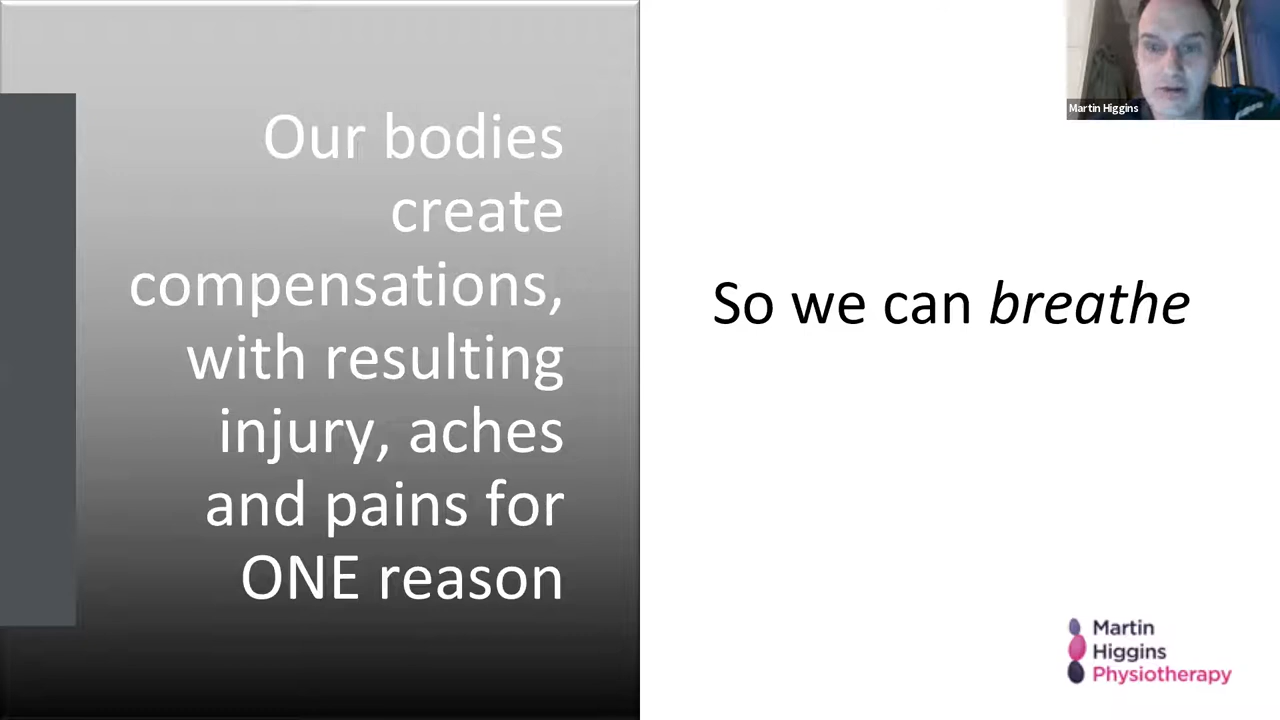 Our bodies
create
compensations,
with resulting
injury, aches
and pains for
ONE reason
So we can breathe
Martin Higgins
Martin
Higgins
Physiotherapy